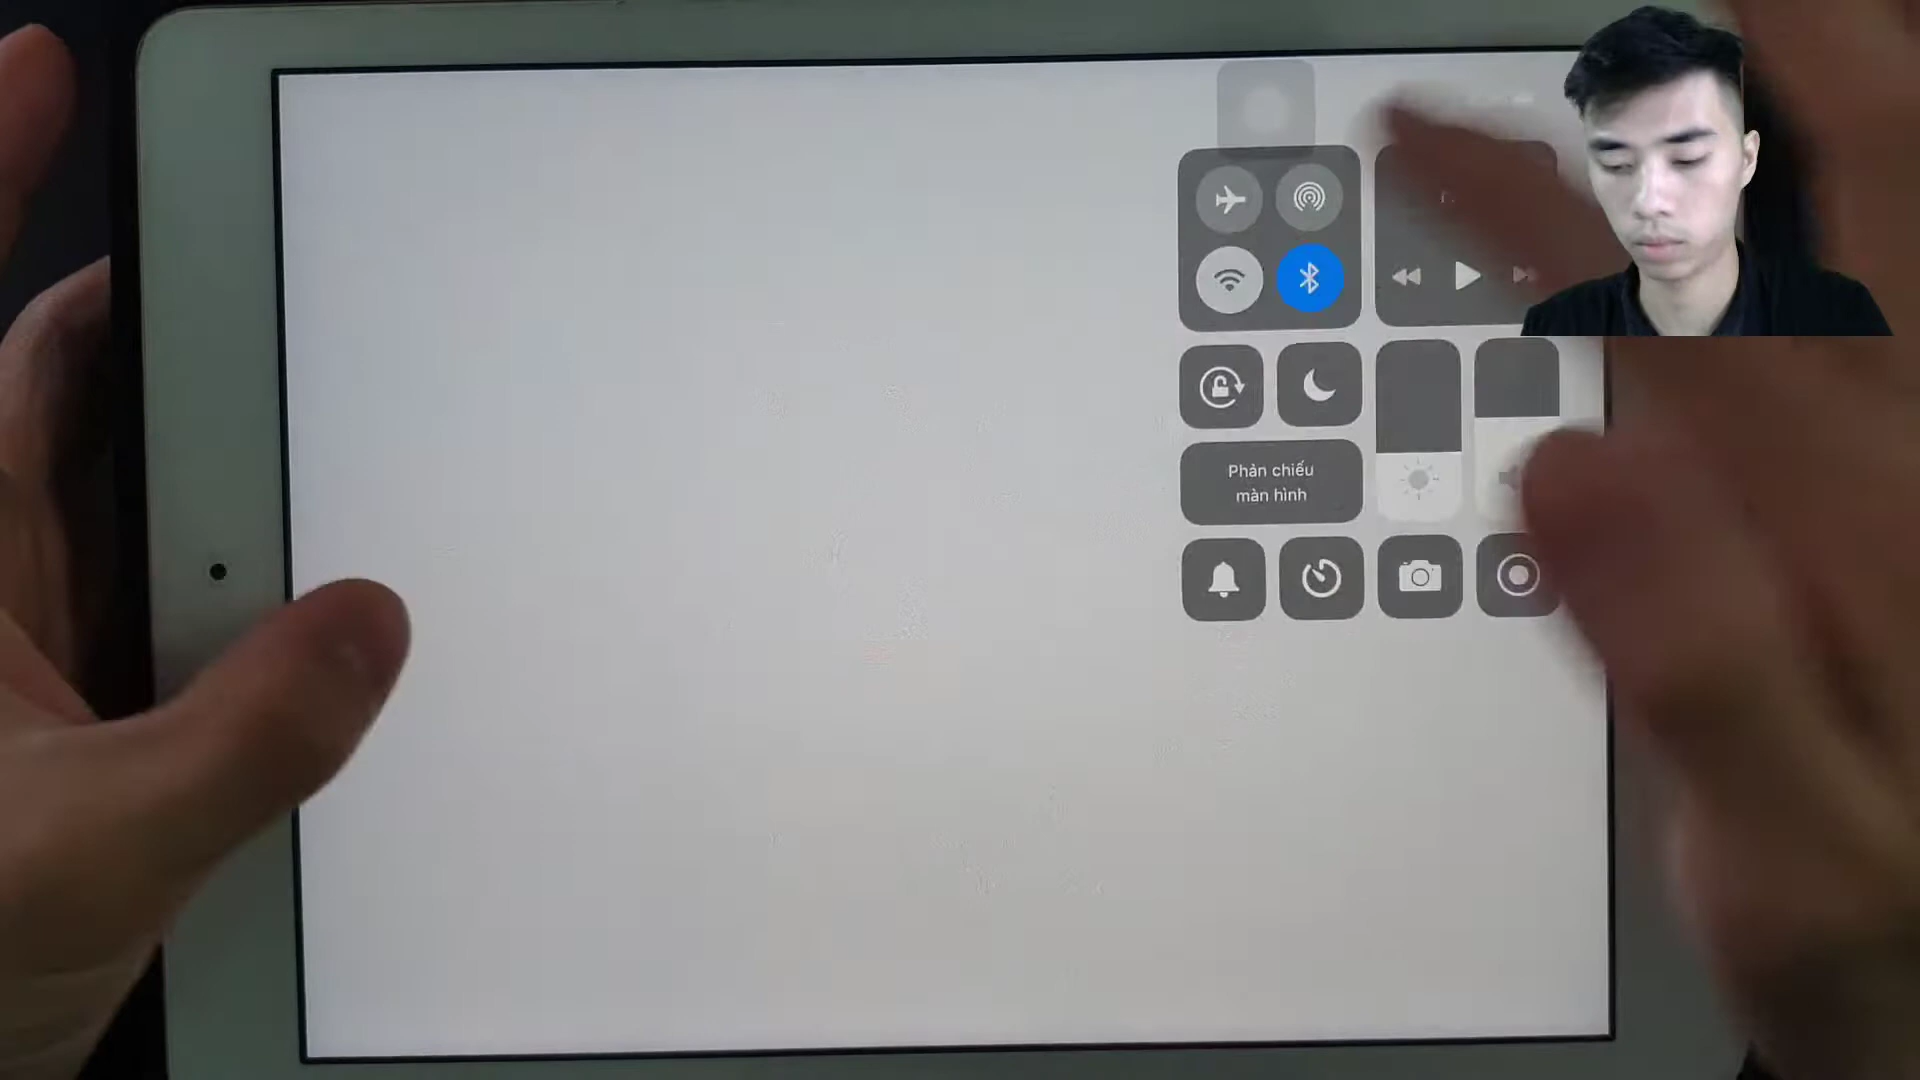 Phản chiếu
màn hình